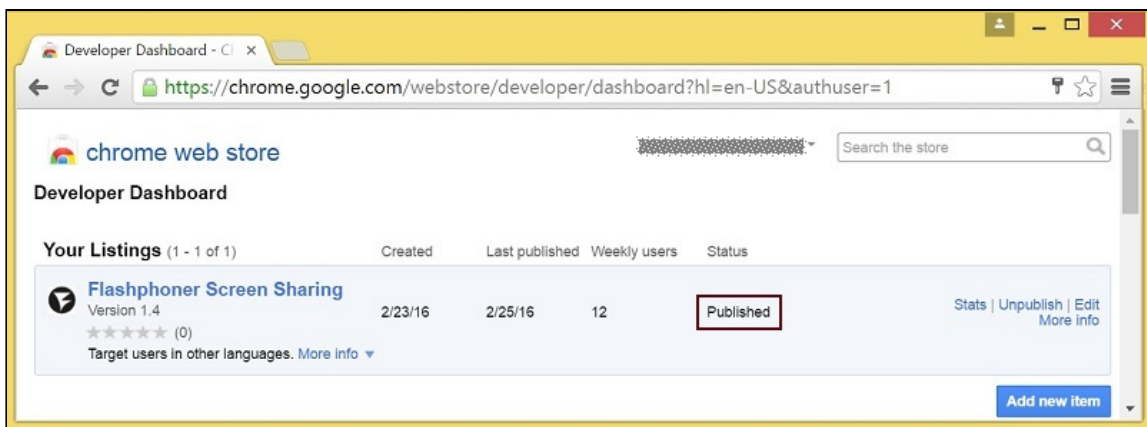 Developer Dashboard - Ch
https://chrome.google.com/webstore/developer/dashboard?hl=en-US&authuser=1
chrome web store
Search the store
Developer Dashboard
Your Listings (1 - 1 of 1) Created Last published Weekly users Status
Flashphoner Screen Sharing
Version 1.4 2/23/16 2/25/16 12 Published Stats | Unpublish | Edit
More info
(0)
Target users in other languages. More info
Add new item